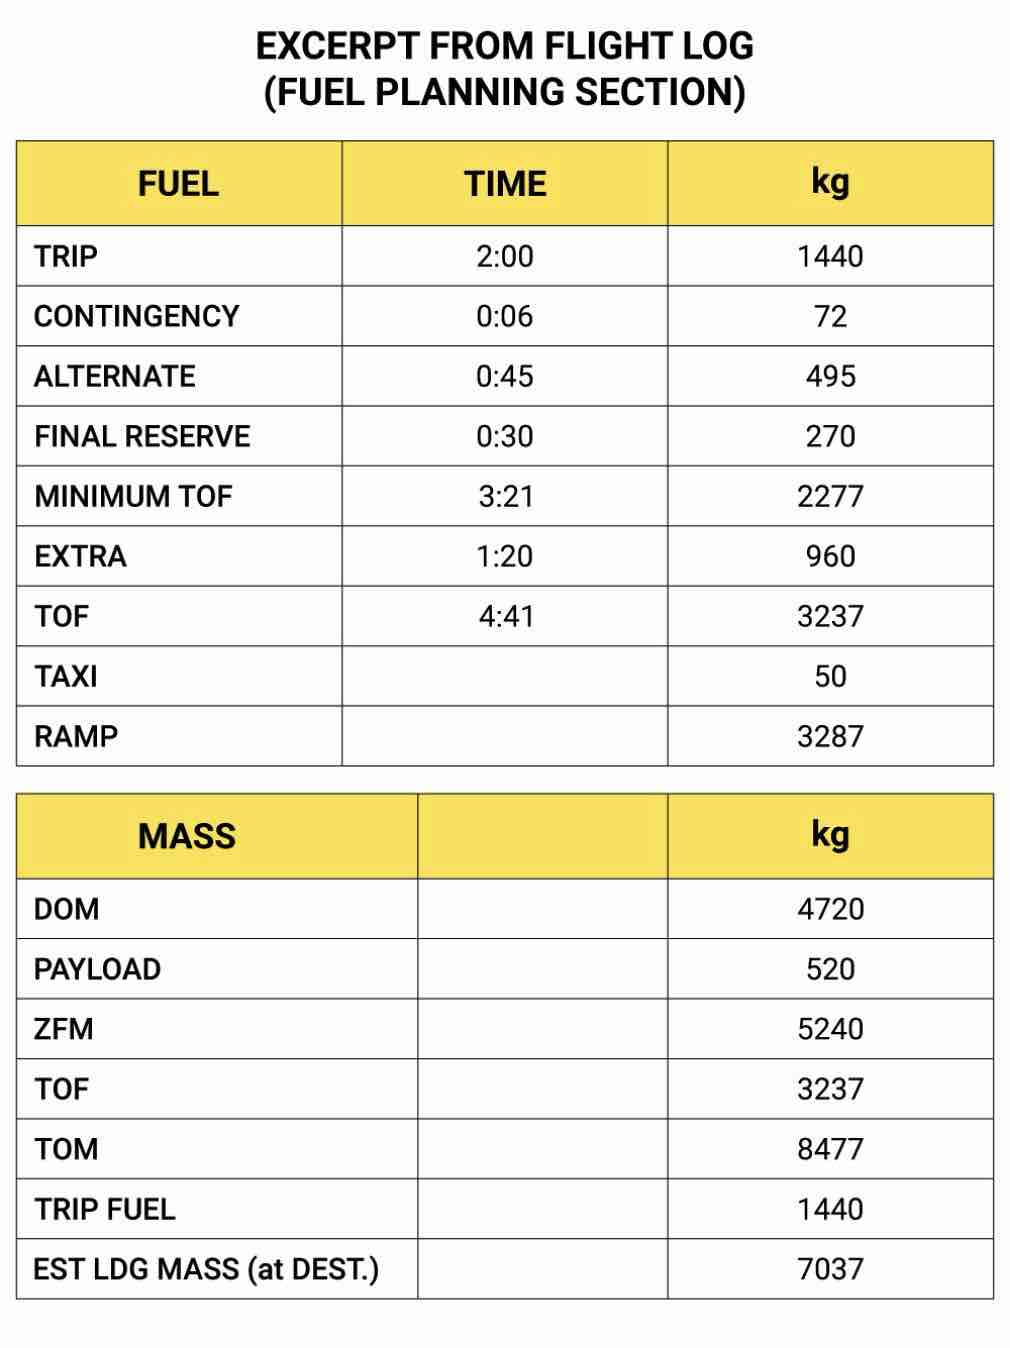 EXCERPT FROM FLIGHT LOG
(FUEL PLANNING SECTION)
FUEL TIME kg
TRIP 2:00 1440
CONTINGENCY 0:06 72
ALTERNATE 0:45 495
FINAL RESERVE 0:30 270
MINIMUM TOF 3:21 2277
EXTRA 1:20 960
TOF 4:41 3237
TAXI 50
RAMP 3287
MASS kg
DOM 4720
PAYLOAD 520
ZFM 5240
TOF 3237
TOM 8477
TRIP FUEL 1440
EST LDG MASS (at DEST.) 7037